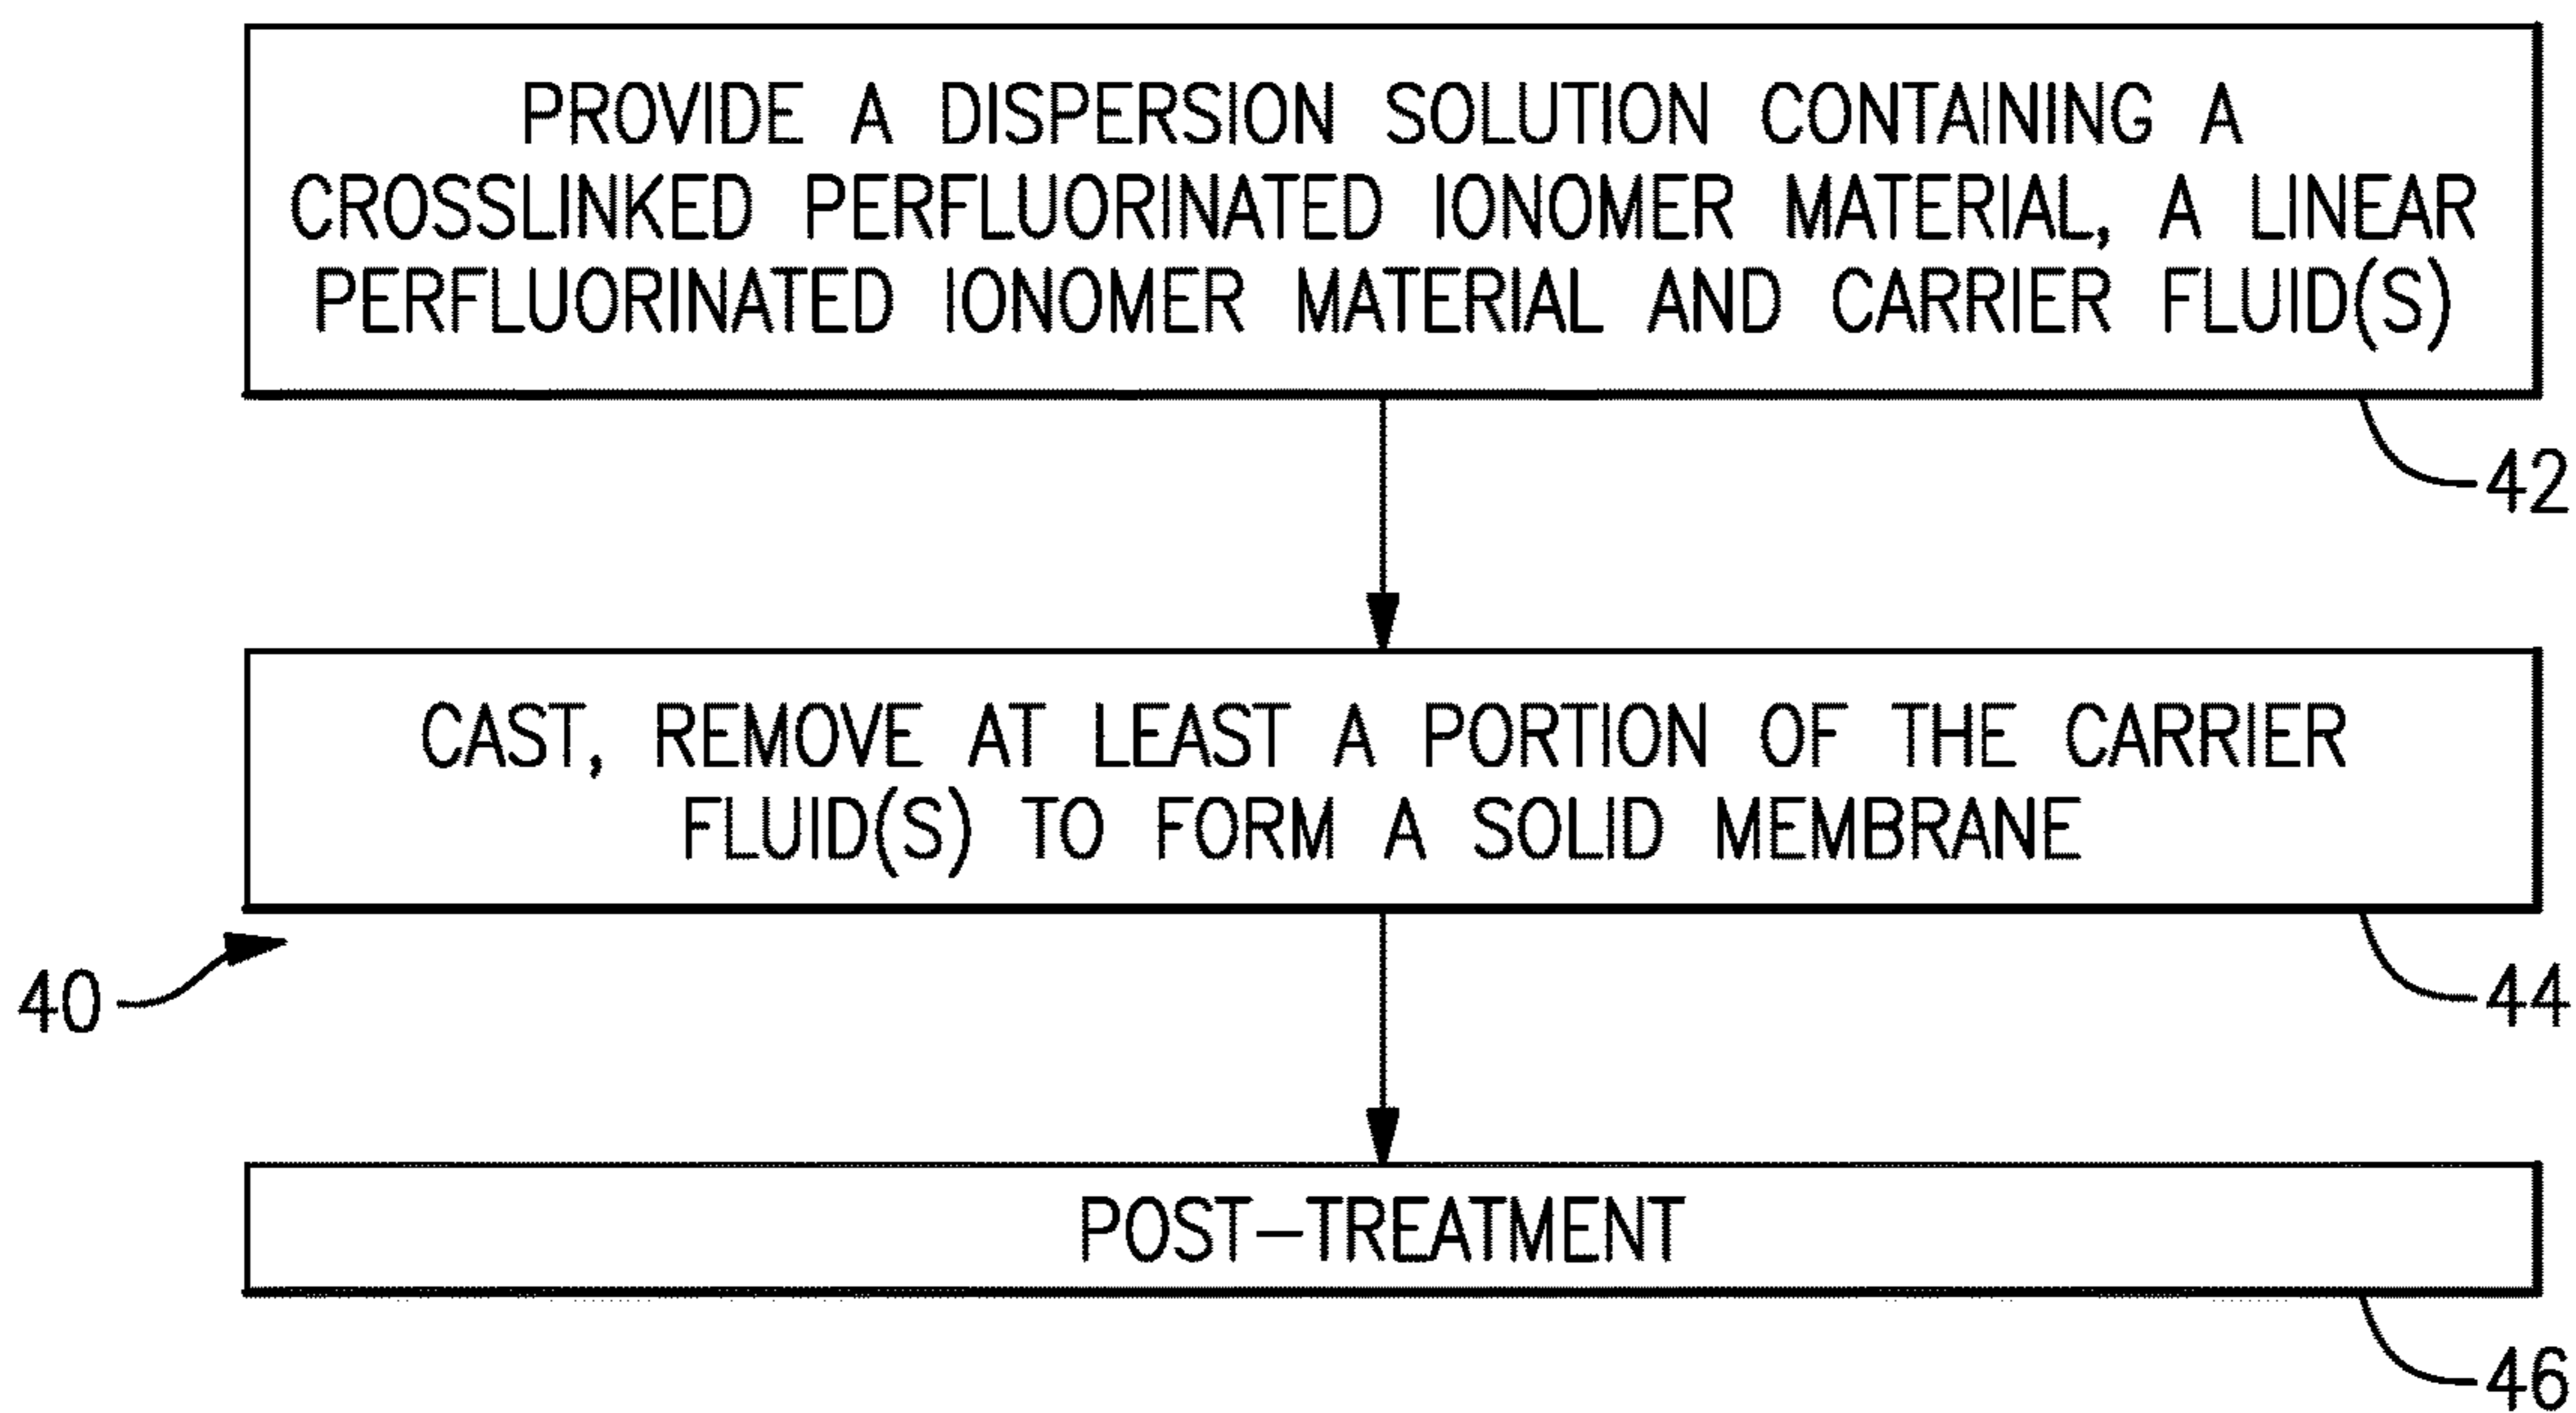 PROVIDE A DISPERSION SOLUTION CONTAINING A
CROSSLINKED PERFLUORINATED IONOMER MATERIAL, A LINEAR
PERFLUORINATED IONOMER MATERIAL AND CARRIER FLUID(S)
42
CAST, REMOVE AT LEAST A PORTION OF THE CARRIER
FLUID(S) TO FORM A SOLID MEMBRANE
40
44
POST-TREATMENT
46